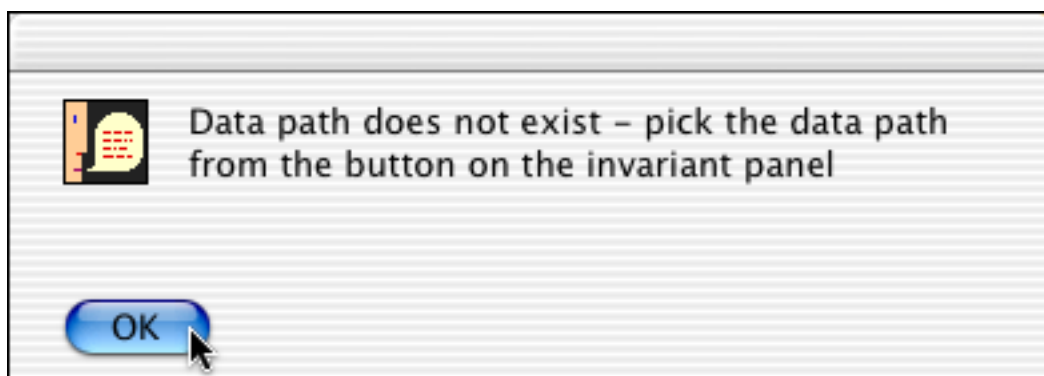 Data path does not exist – pick the data path
from the button on the invariant panel
OK